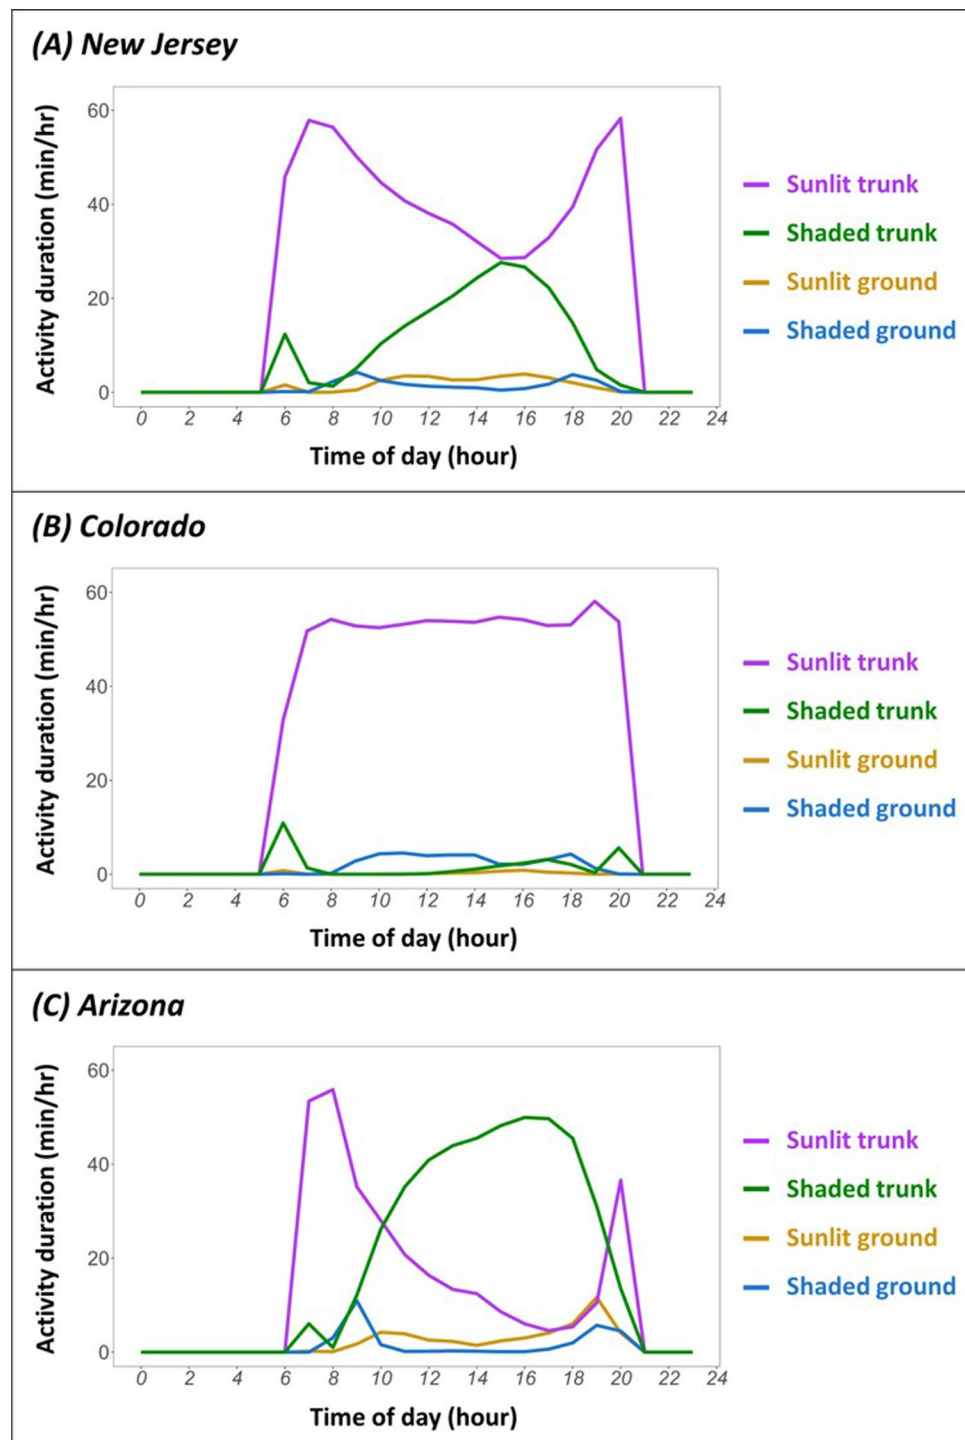 (A) New Jersey
Activity duration (min/hr)
60
40
20
0
0 2 4 6 8 10 12 14 16 18 20 22 24
Time of day (hour)
Sunlit trunk
Shaded trunk
Sunlit ground
Shaded ground
(B) Colorado
Activity duration (min/hr)
60
40
20
0
0 2 4 6 8 10 12 14 16 18 20 22 24
Time of day (hour)
Sunlit trunk
Shaded trunk
Sunlit ground
Shaded ground
(C) Arizona
Activity duration (min/hr)
60
40
20
0
0 2 4 6 8 10 12 14 16 18 20 22 24
Time of day (hour)
Sunlit trunk
Shaded trunk
Sunlit ground
Shaded ground